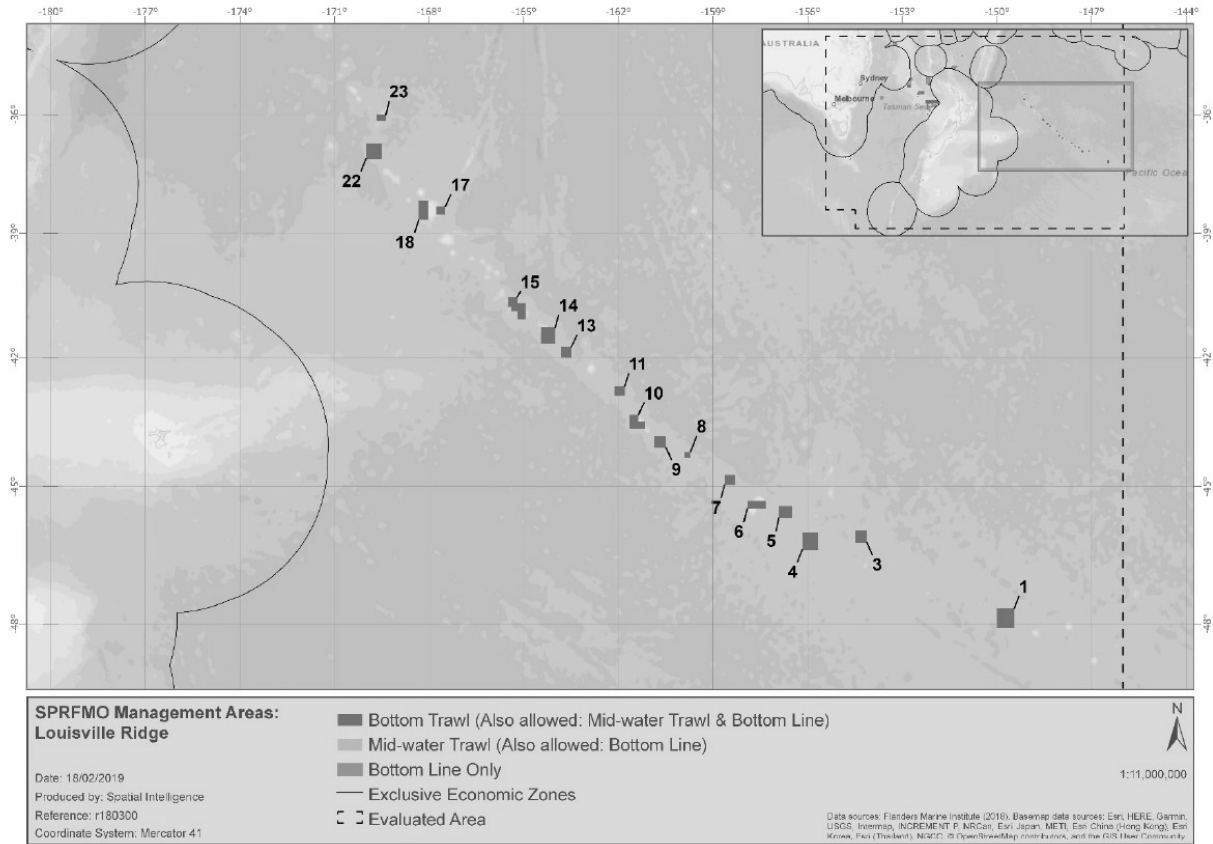 -180° -177° -174° -171° -168° -165° -162° -159° -156° -153° -150° -147° -144°
AUSTRALIA
Sydney
Melbourne
Tasman Sea
Pacific Ocea
-36° -36°
-39° -39°
-42° -42°
-45° -45°
-48° -48°
23
22
17
18
15
14
13
11
10
8
9
7
6
5
4
3
1
SPRFMO Management Areas:
Louisville Ridge
Date: 18/02/2019
Produced by: Spatial Intelligence
Reference: r180300
Coordinate System: Mercator 41
Bottom Trawl (Also allowed: Mid-water Trawl & Bottom Line)
Mid-water Trawl (Also allowed: Bottom Line)
Bottom Line Only
Exclusive Economic Zones
Evaluated Area
N
1:11,000,000
Data sources: Flanders Marine Institute (2018). Basemap data sources: Esri, HERE, Garmin,
USGS, Intermap, INCREMENT P, NRCan, Esri Japan, METI, Esri China (Hong Kong), Esri
Korea, Esri (Thailand), NGCC, © OpenStreetMap contributors, and the GIS User Community